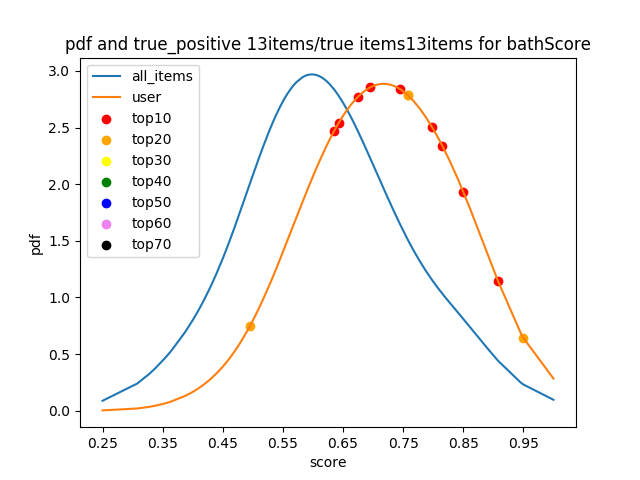 pdf and true_positive 13items/true items13items for bathScore
all_items
user
top10
top20
top30
top40
top50
top60
top70
3.0
2.5
2.0
1.5
1.0
0.5
0.0
pdf
0.25 0.35 0.45 0.55 0.65 0.75 0.85 0.95
score